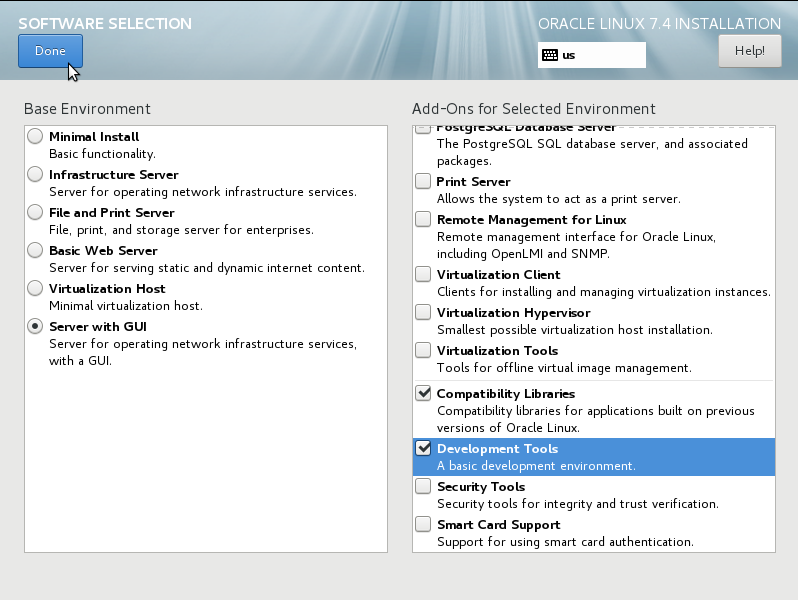 SOFTWARE SELECTION
ORACLE LINUX 7.4 INSTALLATION
Done
us
Help!
Base Environment
Minimal Install
Basic functionality.
Infrastructure Server
Server for operating network infrastructure services.
File and Print Server
File, print, and storage server for enterprises.
Basic Web Server
Server for serving static and dynamic internet content.
Virtualization Host
Minimal virtualization host.
Server with GUI
Server for operating network infrastructure services,
with a GUI.
Add-Ons for Selected Environment
PostgreSQL Database Server
The PostgreSQL SQL database server, and associated
packages.
Print Server
Allows the system to act as a print server.
Remote Management for Linux
Remote management interface for Oracle Linux,
including OpenLMI and SNMP.
Virtualization Client
Clients for installing and managing virtualization instances.
Virtualization Hypervisor
Smallest possible virtualization host installation.
Virtualization Tools
Tools for offline virtual image management.
Compatibility Libraries
Compatibility libraries for applications built on previous
versions of Oracle Linux.
Development Tools
A basic development environment.
Security Tools
Security tools for integrity and trust verification.
Smart Card Support
Support for using smart card authentication.